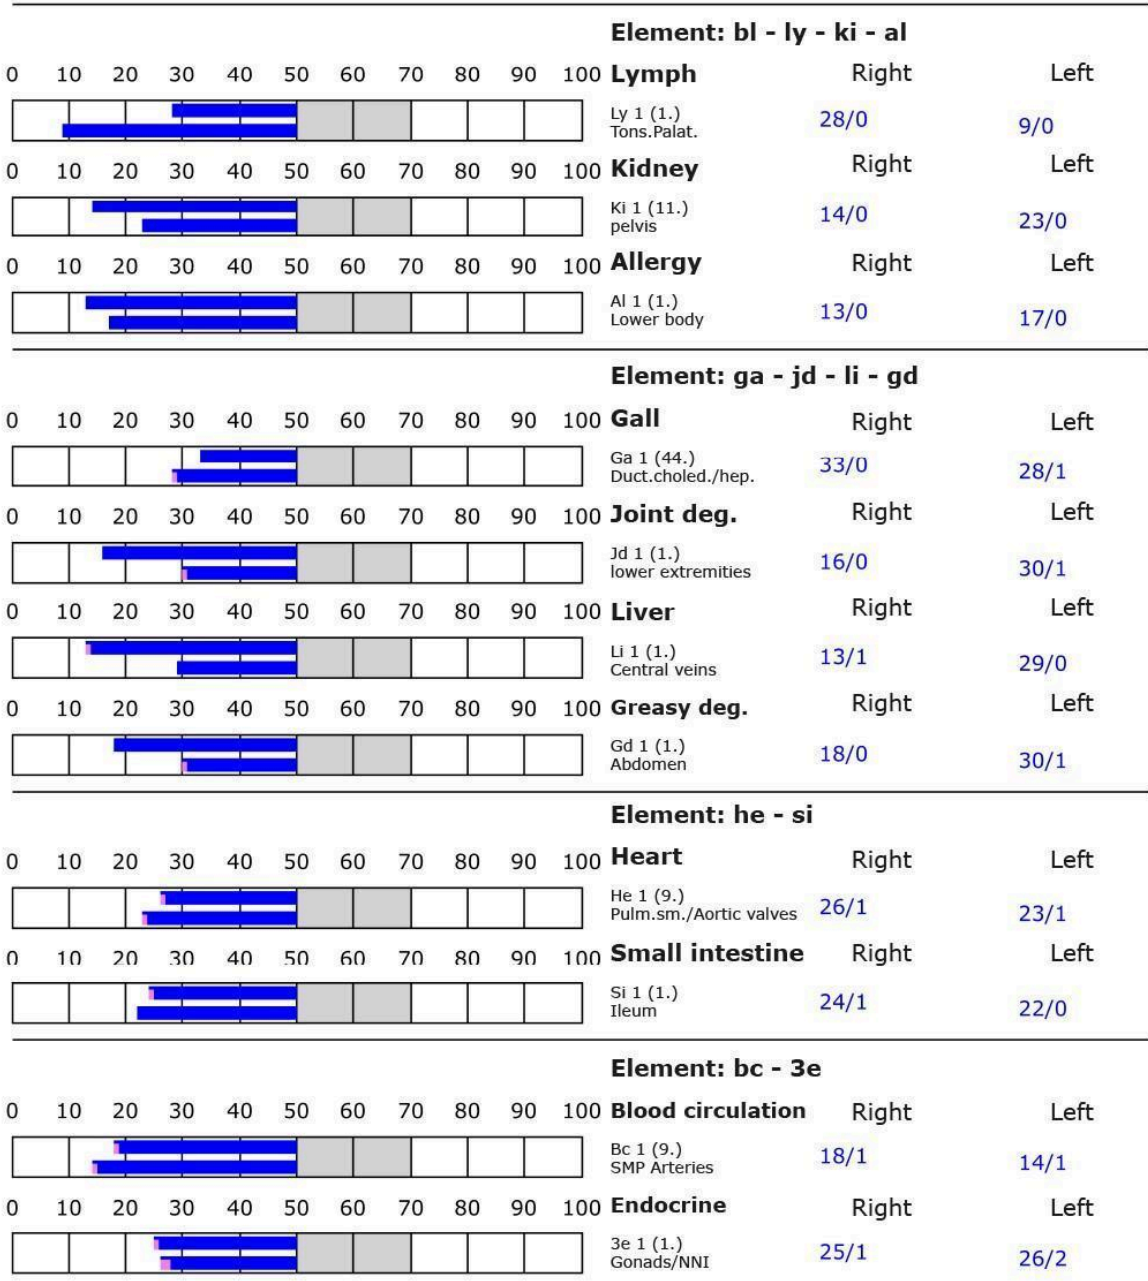 Element: bl - ly - ki - al
0 10 20 30 40 50 60 70 80 90 100 Lymph Right Left
Ly 1 (1.) 28/0 9/0
Tons.Palat.
0 10 20 30 40 50 60 70 80 90 100 Kidney Right Left
Ki 1 (11.) 14/0 23/0
pelvis
0 10 20 30 40 50 60 70 80 90 100 Allergy Right Left
Al 1 (1.) 13/0 17/0
Lower body
Element: ga - jd - li - gd
0 10 20 30 40 50 60 70 80 90 100 Gall Right Left
Ga 1 (44.) 33/0 28/1
Duct.choled./hep.
0 10 20 30 40 50 60 70 80 90 100 Joint deg. Right Left
Jd 1 (1.) 16/0 30/1
lower extremities
0 10 20 30 40 50 60 70 80 90 100 Liver Right Left
Li 1 (1.) 13/1 29/0
Central veins
0 10 20 30 40 50 60 70 80 90 100 Greasy deg. Right Left
Gd 1 (1.) 18/0 30/1
Abdomen
Element: he - si
0 10 20 30 40 50 60 70 80 90 100 Heart Right Left
He 1 (9.) 26/1 23/1
Pulm.sm./Aortic valves
0 10 20 30 40 50 60 70 80 90 100 Small intestine Right Left
Si 1 (1.) 24/1 22/0
Ileum
Element: bc - 3e
0 10 20 30 40 50 60 70 80 90 100 Blood circulation Right Left
Bc 1 (9.) 18/1 14/1
SMP Arteries
0 10 20 30 40 50 60 70 80 90 100 Endocrine Right Left
3e 1 (1.) 25/1 26/2
Gonads/NNI